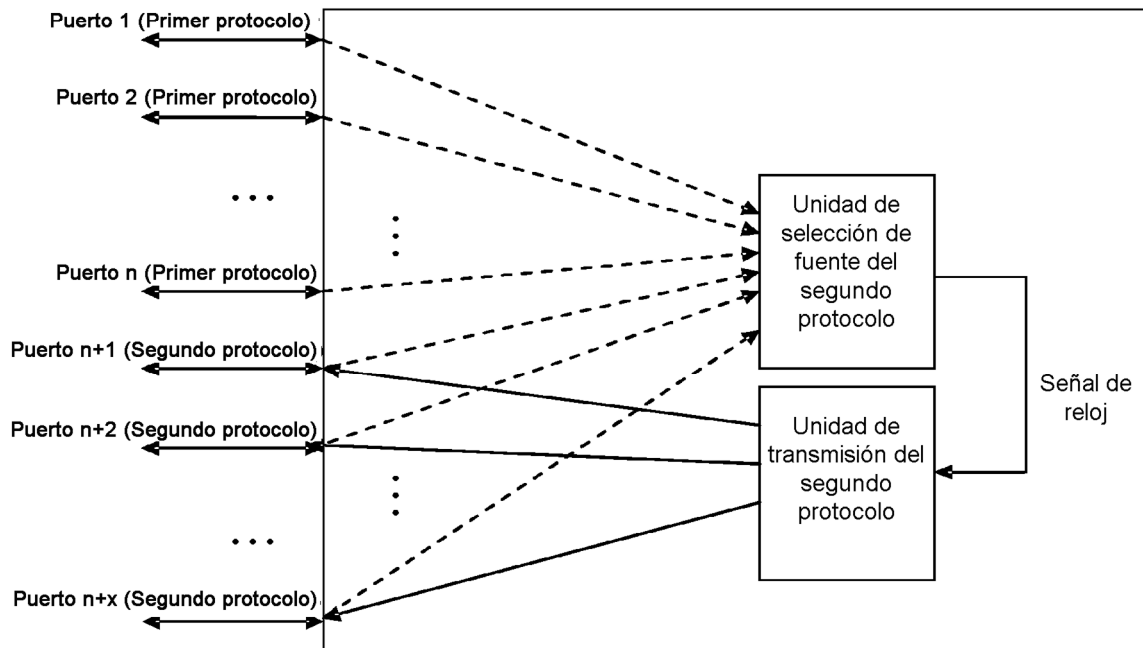 Puerto 1 (Primer protocolo)
Puerto 2 (Primer protocolo)
Puerto n (Primer protocolo)
Puerto n+1 (Segundo protocolo)
Puerto n+2 (Segundo protocolo)
Puerto n+x (Segundo protocolo)
Unidad de
selección de
fuente del
segundo
protocolo
Unidad de
transmisión del
segundo
protocolo
Señal de
reloj